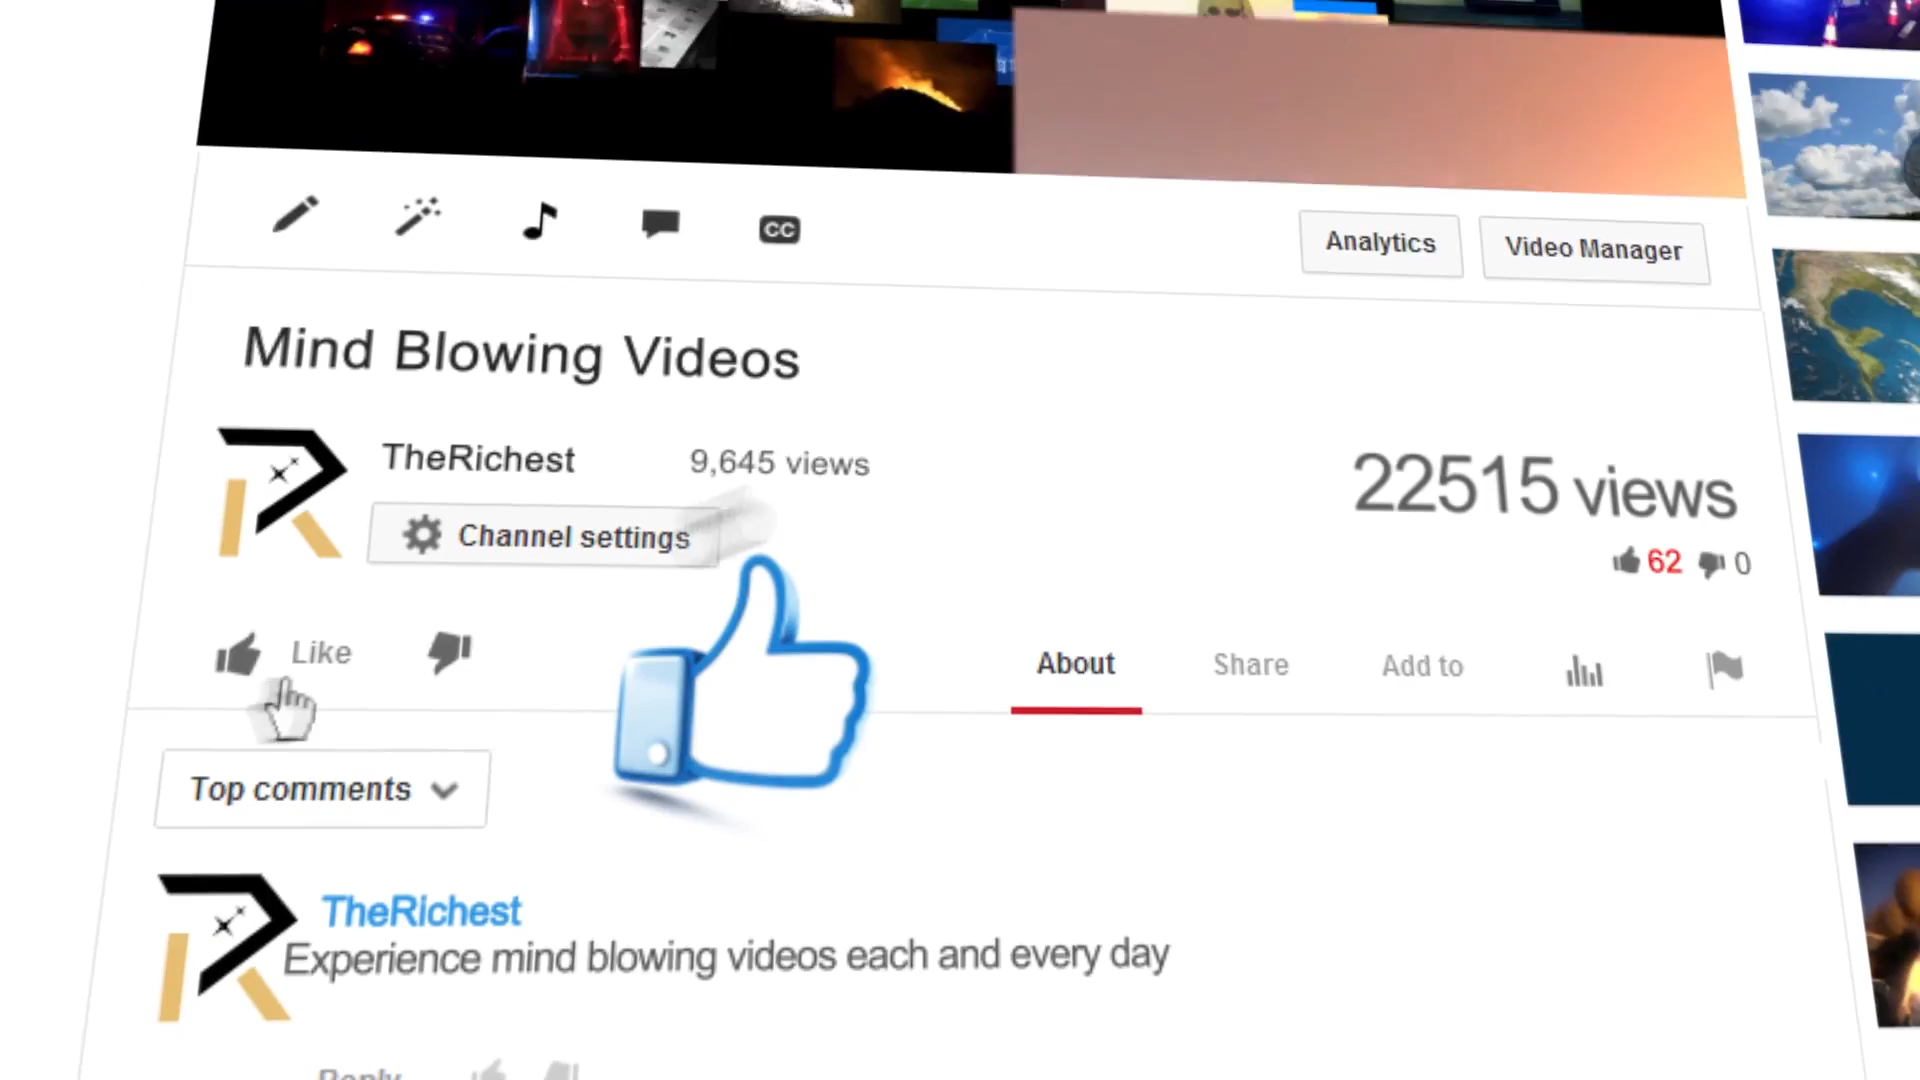 CC
Analytics
Video Manager
Mind Blowing Videos
TheRichest
9,645 views
22515 views
Channel settings
62
0
Like
About
Share
Add to
Top comments
TheRichest
Experience mind blowing videos each and every day
Reply